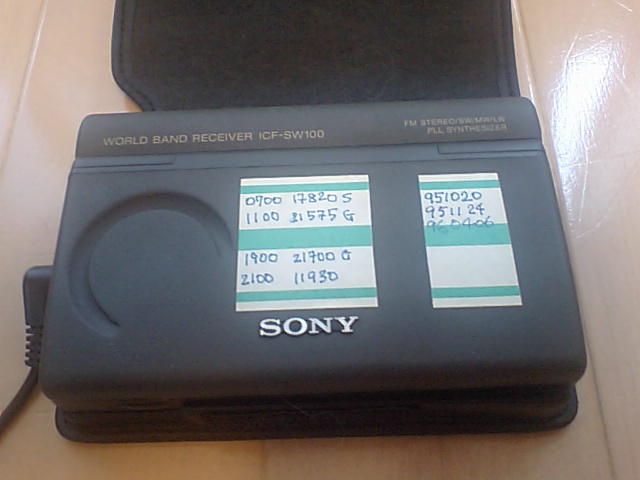 WORLD BAND RECEIVER ICF-SW100
FM STEREO/SW/MW/LW
PLL SYNTHESIZER
0900 17820 S
1100 21575 G
1900 21700 G
2100 11930
951020
951124
960406
SONY